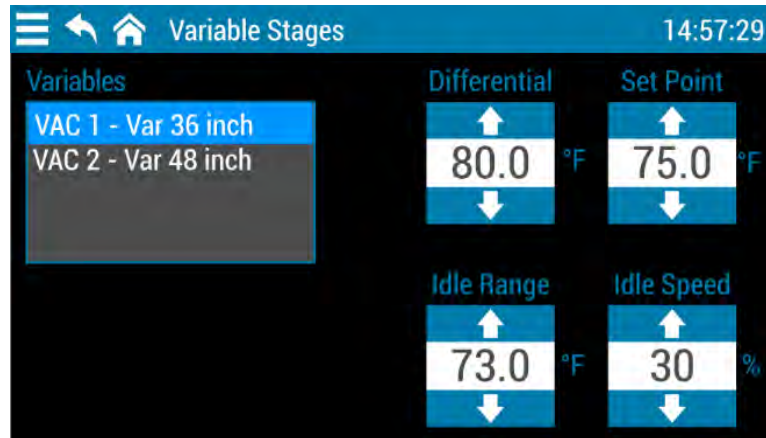 Variable Stages 14:57:29
Variables
VAC 1 - Var 36 inch
VAC 2 - Var 48 inch
Differential Set Point
80.0 °F 75.0 °F
Idle Range Idle Speed
73.0 °F 30 %